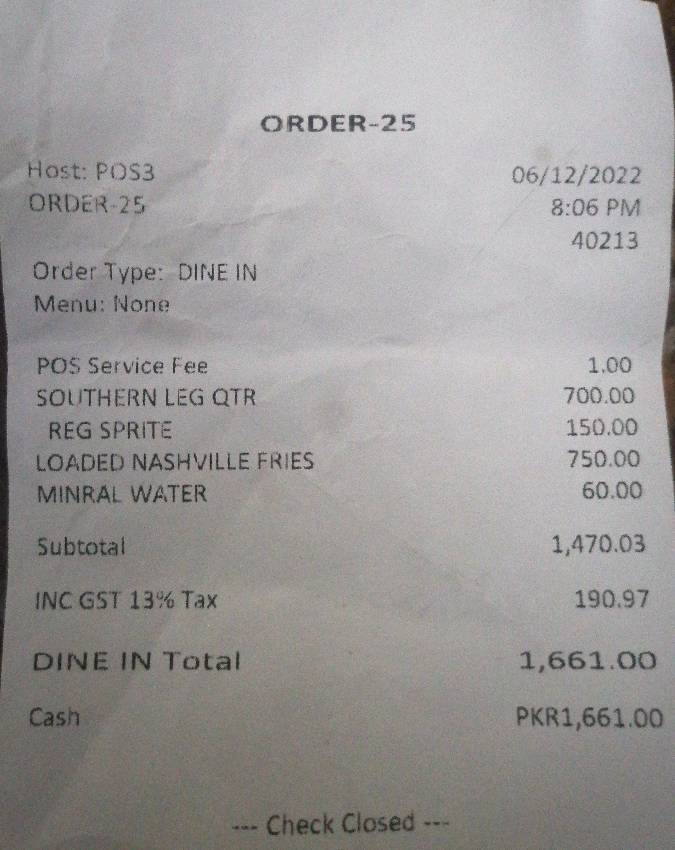 ORDER-25
Host: POS3 06/12/2022
ORDER-25 8:06 PM
40213
Order Type: DINE IN
Menu: None
POS Service Fee 1.00
SOUTHERN LEG QTR 700.00
REG SPRITE 150.00
LOADED NASHVILLE FRIES 750.00
MINRAL WATER 60.00
Subtotal 1,470.03
INC GST 13% Tax 190.97
DINE IN Total 1,661.00
Cash PKR1,661.00
--- Check Closed ---